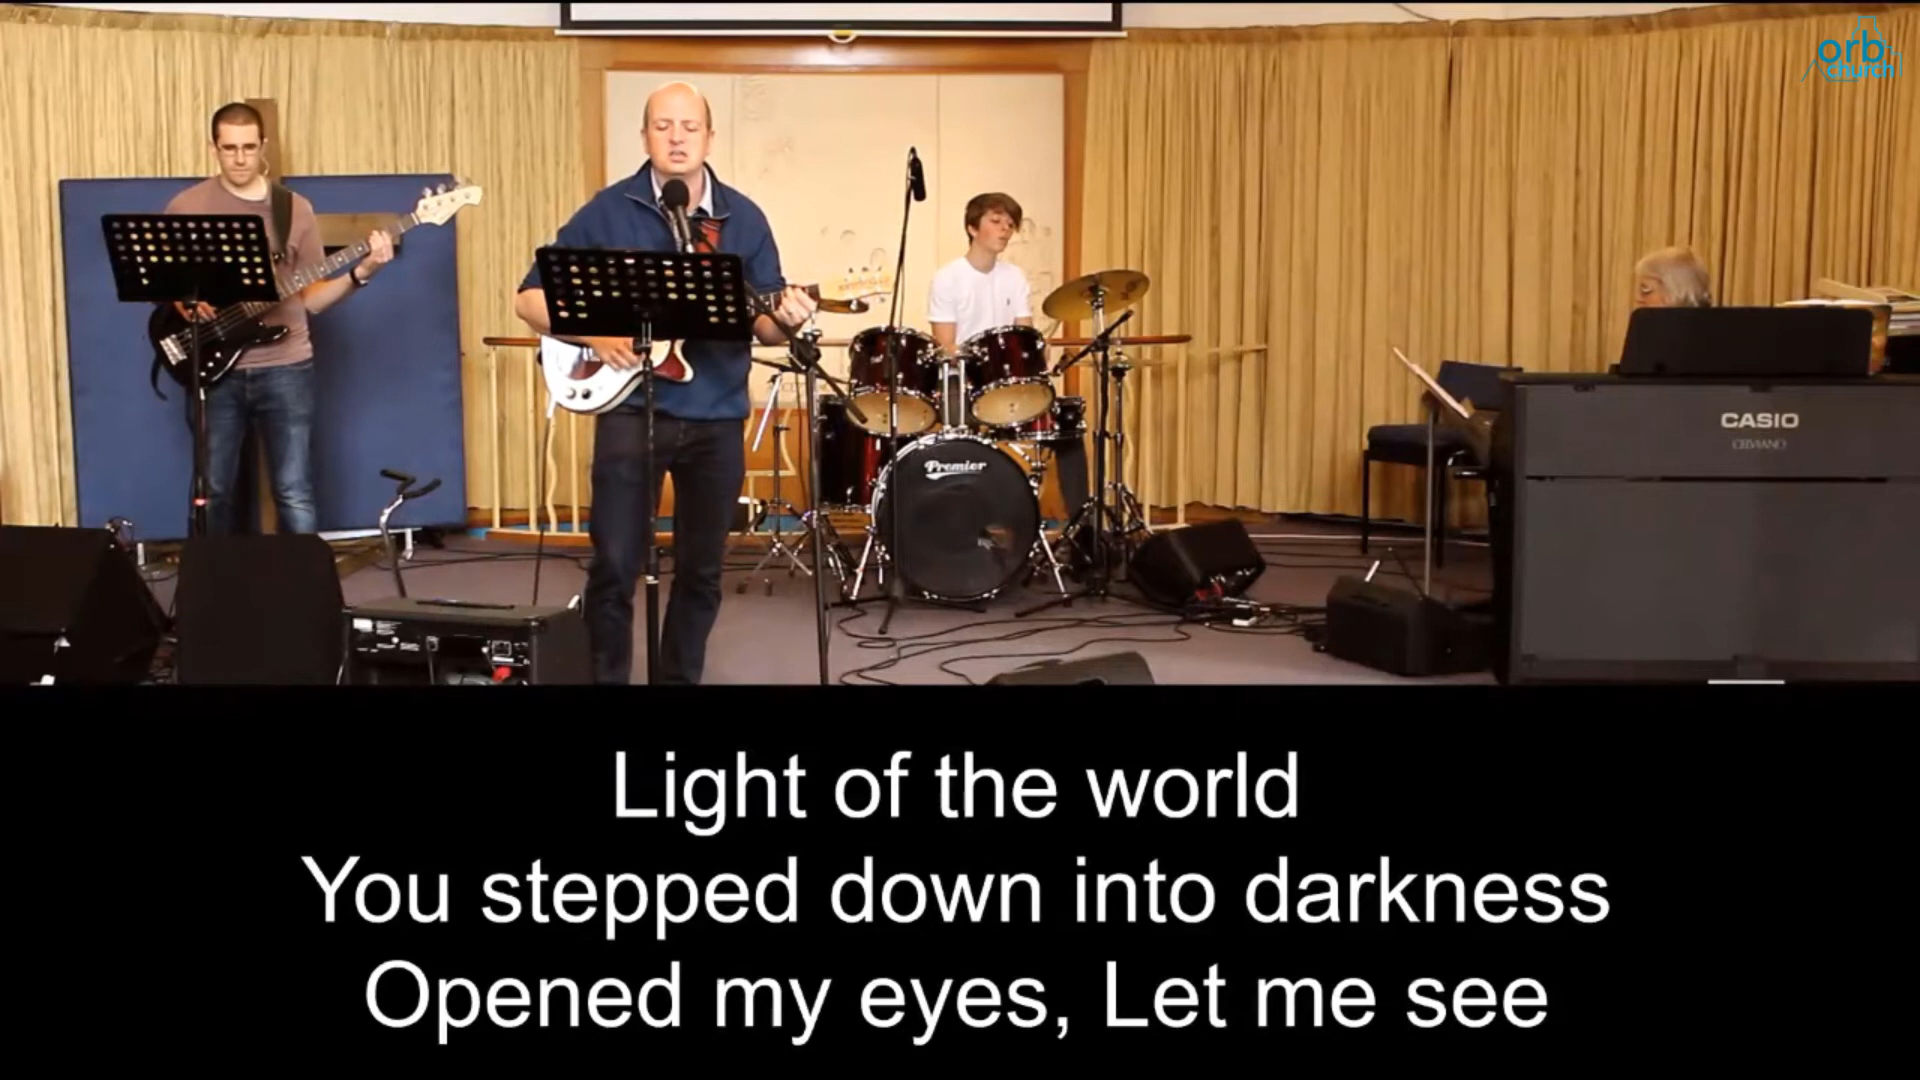 orb
church
Premier
CASIO
CELVIANO
Light of the world
You stepped down into darkness
Opened my eyes, Let me see